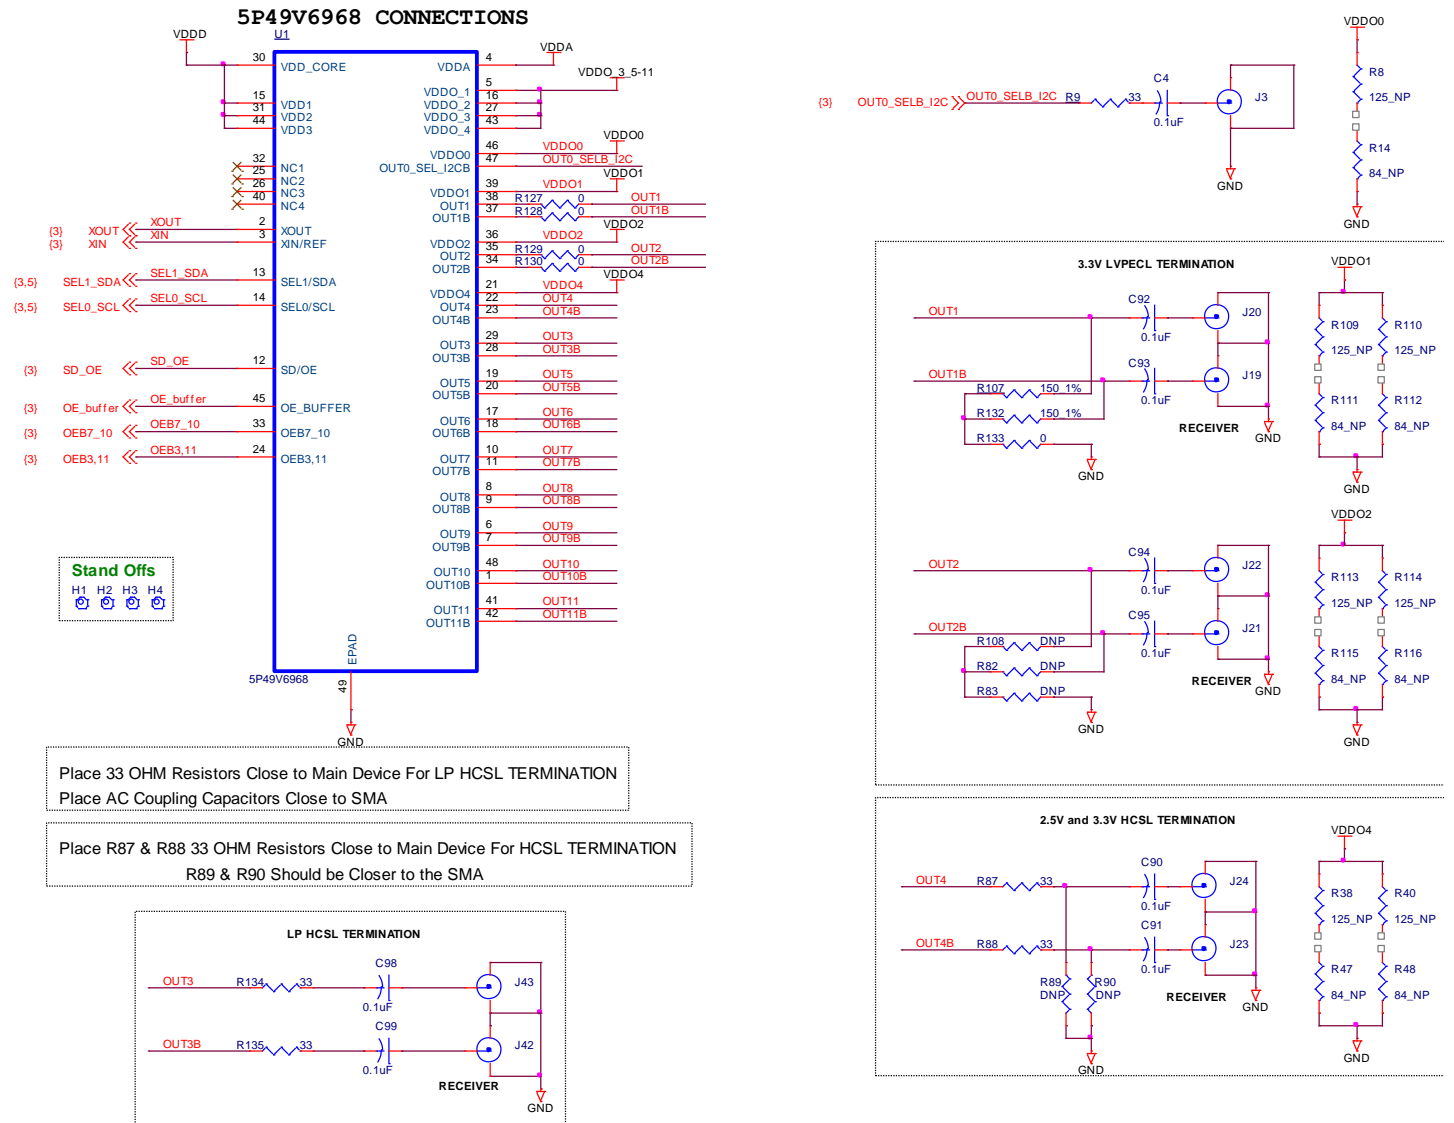 5P49V6968 CONNECTIONS
U1
VDDD
30 VDD_CORE
15 VDD1
31 VDD2
44 VDD3
32 NC1
25 NC2
26 NC3
40 NC4
{3} XOUT XOUT 2 XOUT
{3} XIN XIN 3 XIN/REF
{3,5} SEL1_SDA SEL1_SDA 13 SEL1/SDA
{3,5} SEL0_SCL SEL0_SCL 14 SEL0/SCL
{3} SD_OE SD_OE 12 SD/OE
{3} OE_buffer OE_buffer 45 OE_BUFFER
{3} OEB7_10 OEB7_10 33 OEB7_10
{3} OEB3,11 OEB3,11 24 OEB3,11
VDDA 4 VDDA
VDDO_1 5 VDDO_3_5-11
VDDO_2 16
VDDO_3 27
VDDO_4 43
VDDO0 46 VDDO0 VDDO0
OUT0_SEL_I2CB 47 OUT0_SELB_I2C
VDDO1 39 VDDO1 VDDO1
OUT1 38 R127 0 OUT1
OUT1B 37 R128 0 OUT1B
VDDO2 36 VDDO2 VDDO2
OUT2 35 R129 0 OUT2
OUT2B 34 R130 0 OUT2B
VDDO4 21 VDDO4 VDDO4
OUT4 22 OUT4
OUT4B 23 OUT4B
OUT3 29 OUT3
OUT3B 28 OUT3B
OUT5 19 OUT5
OUT5B 20 OUT5B
OUT6 17 OUT6
OUT6B 18 OUT6B
OUT7 10 OUT7
OUT7B 11 OUT7B
OUT8 8 OUT8
OUT8B 9 OUT8B
OUT9 6 OUT9
OUT9B 7 OUT9B
OUT10 48 OUT10
OUT10B 1 OUT10B
OUT11 41 OUT11
OUT11B 42 OUT11B
EPAD
49
5P49V6968
GND
Stand Offs
H1 H2 H3 H4
Place 33 OHM Resistors Close to Main Device For LP HCSL TERMINATION
Place AC Coupling Capacitors Close to SMA
Place R87 & R88 33 OHM Resistors Close to Main Device For HCSL TERMINATION
R89 & R90 Should be Closer to the SMA
LP HCSL TERMINATION
OUT3 R134 33 C98 0.1uF J43
OUT3B R135 33 C99 0.1uF J42
RECEIVER
GND
{3} OUT0_SELB_I2C OUT0_SELB_I2C R9 33 C4 0.1uF J3
GND
VDDO0
R8
125_NP
R14
84_NP
GND
3.3V LVPECL TERMINATION
OUT1 C92 0.1uF J20
OUT1B C93 0.1uF J19
R107 150_1%
R132 150_1%
R133 0
GND
RECEIVER
GND
VDDO1
R109 R110
125_NP 125_NP
R111 R112
84_NP 84_NP
GND
OUT2 C94 0.1uF J22
OUT2B C95 0.1uF J21
R108 DNP
R82 DNP
R83 DNP
GND
RECEIVER
GND
VDDO2
R113 R114
125_NP 125_NP
R115 R116
84_NP 84_NP
GND
2.5V and 3.3V HCSL TERMINATION
OUT4 R87 33 C90 0.1uF J24
OUT4B R88 33 C91 0.1uF J23
R89 R90
DNP DNP
GND
RECEIVER
GND
VDDO4
R38 R40
125_NP 125_NP
R47 R48
84_NP 84_NP
GND